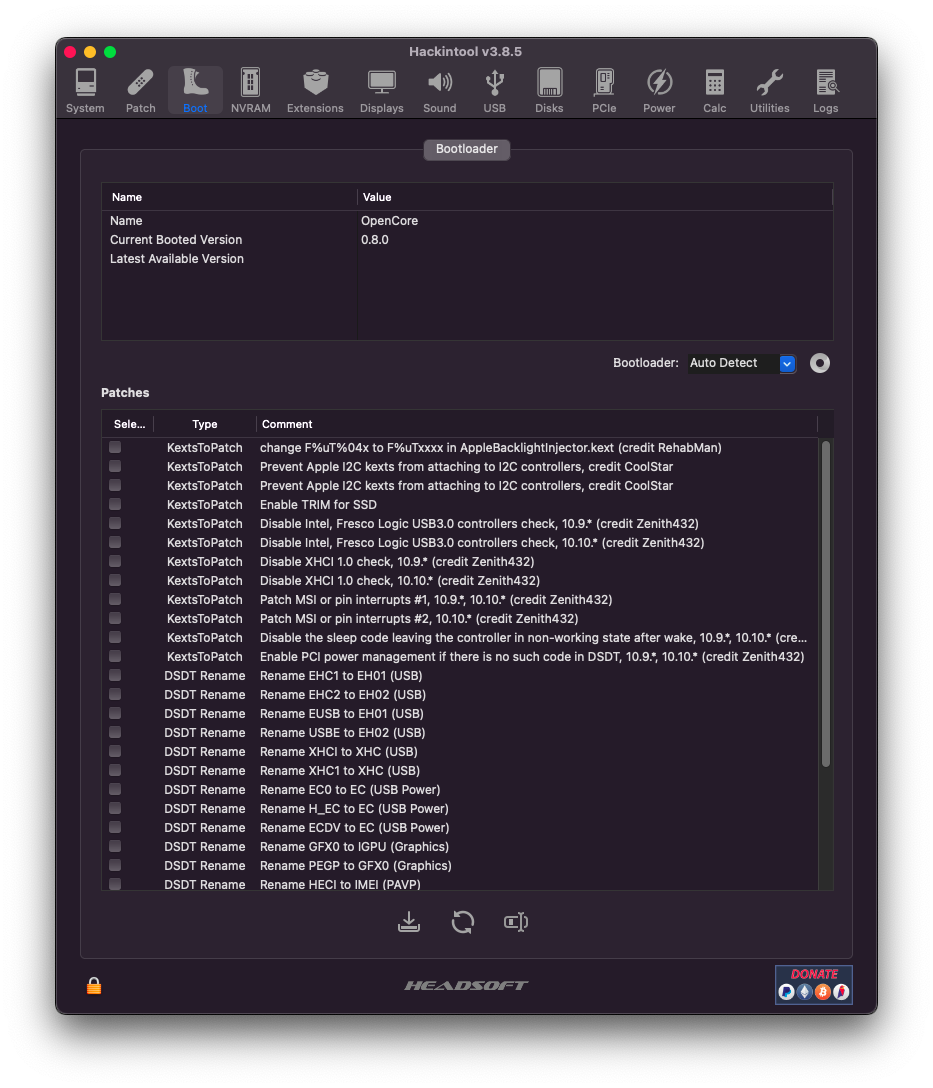 Hackintool v3.8.5
System Patch Boot NVRAM Extensions Displays Sound USB Disks PCIe Power Calc Utilities Logs
Bootloader
Name Value
Name OpenCore
Current Booted Version 0.8.0
Latest Available Version
Bootloader: Auto Detect
Patches
Sele... Type Comment
KextsToPatch change F%uT%04x to F%uTxxxx in AppleBacklightInjector.kext (credit RehabMan)
KextsToPatch Prevent Apple I2C kexts from attaching to I2C controllers, credit CoolStar
KextsToPatch Prevent Apple I2C kexts from attaching to I2C controllers, credit CoolStar
KextsToPatch Enable TRIM for SSD
KextsToPatch Disable Intel, Fresco Logic USB3.0 controllers check, 10.9.* (credit Zenith432)
KextsToPatch Disable Intel, Fresco Logic USB3.0 controllers check, 10.10.* (credit Zenith432)
KextsToPatch Disable XHCI 1.0 check, 10.9.* (credit Zenith432)
KextsToPatch Disable XHCI 1.0 check, 10.10.* (credit Zenith432)
KextsToPatch Patch MSI or pin interrupts #1, 10.9.*, 10.10.* (credit Zenith432)
KextsToPatch Patch MSI or pin interrupts #2, 10.10.* (credit Zenith432)
KextsToPatch Disable the sleep code leaving the controller in non-working state after wake, 10.9.*, 10.10.* (cre...
KextsToPatch Enable PCI power management if there is no such code in DSDT, 10.9.*, 10.10.* (credit Zenith432)
DSDT Rename Rename EHC1 to EH01 (USB)
DSDT Rename Rename EHC2 to EH02 (USB)
DSDT Rename Rename EUSB to EH01 (USB)
DSDT Rename Rename USBE to EH02 (USB)
DSDT Rename Rename XHCI to XHC (USB)
DSDT Rename Rename XHC1 to XHC (USB)
DSDT Rename Rename EC0 to EC (USB Power)
DSDT Rename Rename H_EC to EC (USB Power)
DSDT Rename Rename ECDV to EC (USB Power)
DSDT Rename Rename GFX0 to IGPU (Graphics)
DSDT Rename Rename PEGP to GFX0 (Graphics)
DSDT Rename Rename HECI to IMEI (PAVP)
HEADSOFT
DONATE